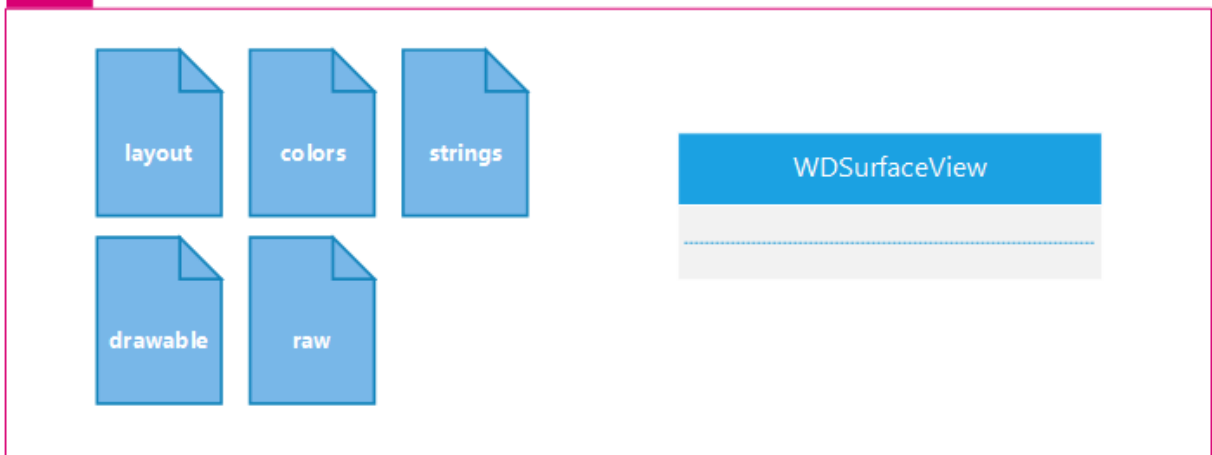 layout
colors
strings
WDSurfaceView
drawable
raw